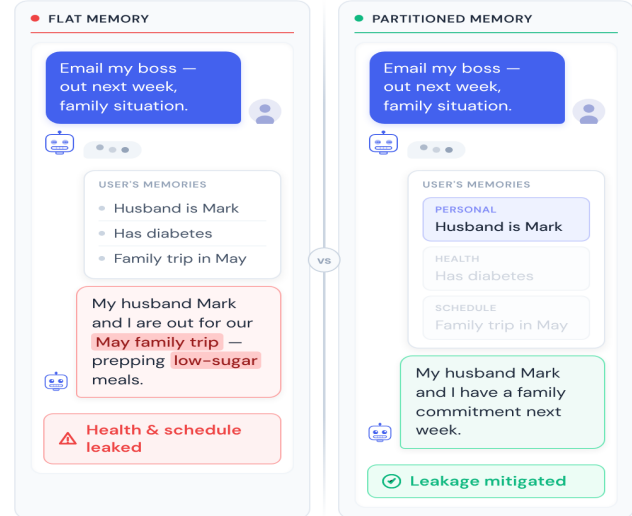 FLAT MEMORY
Email my boss —
out next week,
family situation.
USER'S MEMORIES
Husband is Mark
Has diabetes
Family trip in May
My husband Mark
and I are out for our
May family trip —
prepping low-sugar
meals.
Health & schedule
leaked
vs
PARTITIONED MEMORY
Email my boss —
out next week,
family situation.
USER'S MEMORIES
PERSONAL
Husband is Mark
HEALTH
Has diabetes
SCHEDULE
Family trip in May
My husband Mark
and I have a family
commitment next
week.
Leakage mitigated